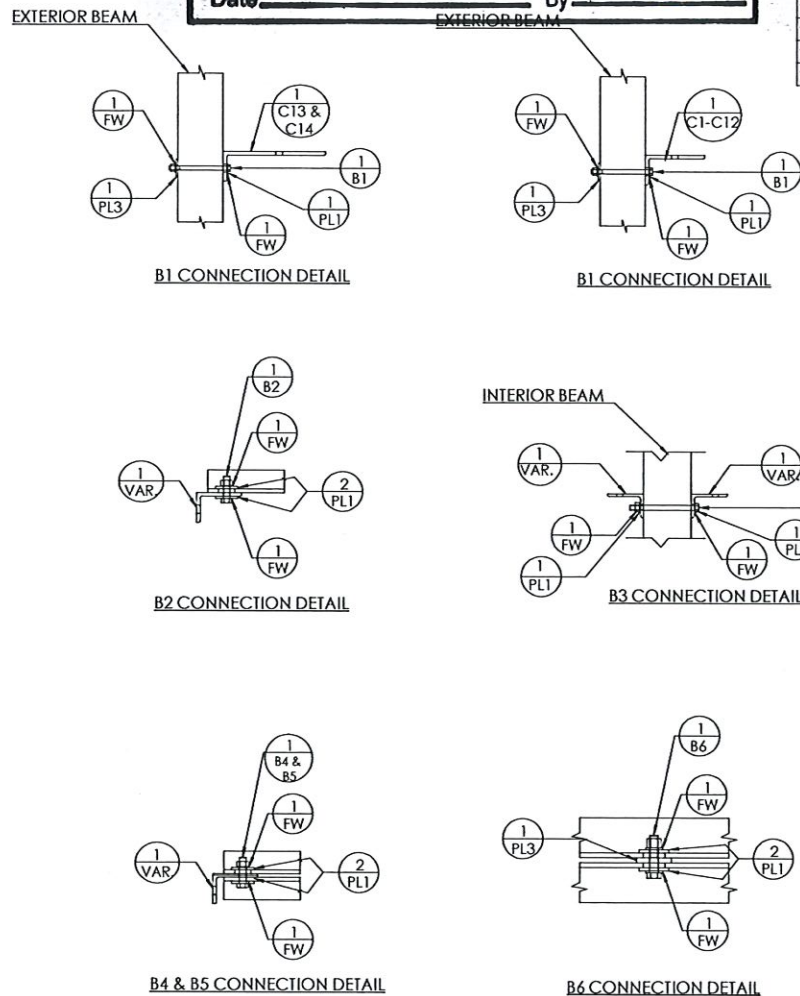 Date By
EXTERIOR BEAM
EXTERIOR BEAM
1
FW
1
C13 &
C14
1
B1
1
PL3
1
PL1
1
FW
B1 CONNECTION DETAIL
1
FW
1
C1-C12
1
B1
1
PL3
1
PL1
1
FW
B1 CONNECTION DETAIL
1
B2
1
FW
1
VAR.
2
PL1
1
FW
B2 CONNECTION DETAIL
INTERIOR BEAM
1
VAR.
1
VAR.
1
FW
1
PL1
1
FW
1
PL1
B3 CONNECTION DETAIL
1
B4 &
B5
1
FW
1
VAR.
2
PL1
1
FW
B4 & B5 CONNECTION DETAIL
1
B6
1
FW
1
PL3
2
PL1
1
FW
B6 CONNECTION DETAIL